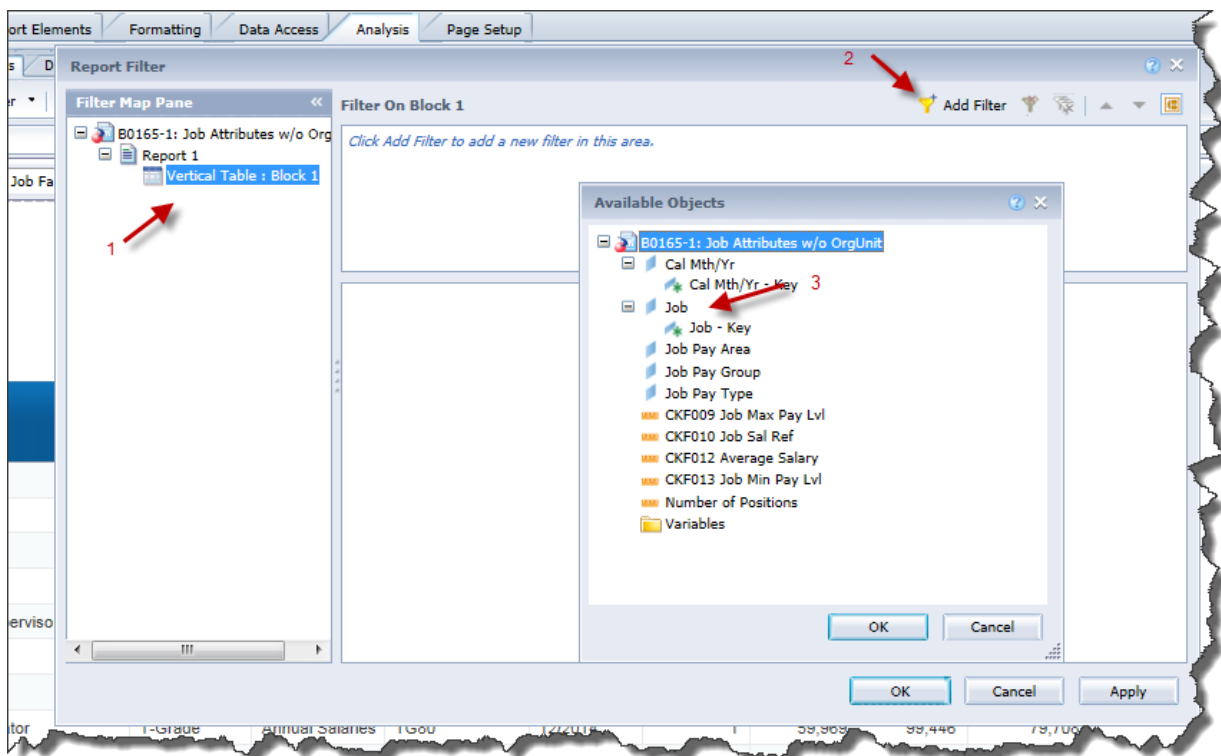 ort Elements Formatting Data Access Analysis Page Setup
s D
Report Filter
2
er
Filter Map Pane «
Filter On Block 1
Add Filter
B0165-1: Job Attributes w/o Org
Report 1
Vertical Table : Block 1
Click Add Filter to add a new filter in this area.
Job Fa
1
Available Objects
B0165-1: Job Attributes w/o OrgUnit
Cal Mth/Yr
Cal Mth/Yr - Key
3
Job
Job - Key
Job Pay Area
Job Pay Group
Job Pay Type
CKF009 Job Max Pay Lvl
CKF010 Job Sal Ref
CKF012 Average Salary
CKF013 Job Min Pay Lvl
Number of Positions
Variables
erviso
OK Cancel
OK Cancel Apply
ator T-Grade Annual Salaries TG80 12/2014 1 59,969 99,446 79,708